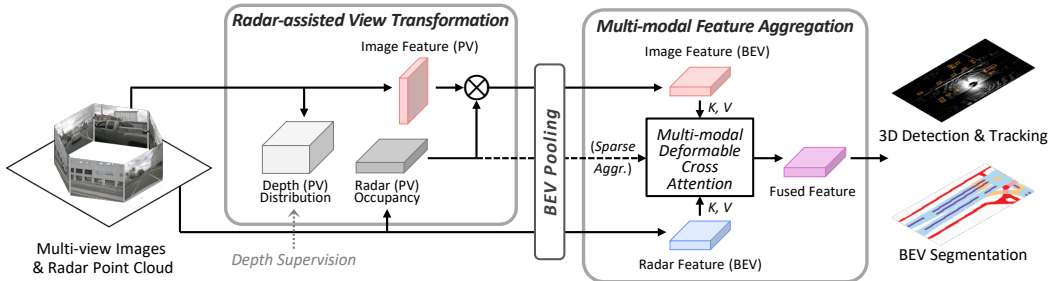 Radar-assisted View Transformation
Image Feature (PV)
Depth (PV)
Distribution
Radar (PV)
Occupancy
Depth Supervision
Multi-view Images
& Radar Point Cloud
BEV Pooling
Multi-modal Feature Aggregation
Image Feature (BEV)
K, V
(Sparse
Aggr.)
Multi-modal
Deformable
Cross
Attention
K, V
Radar Feature (BEV)
Fused Feature
3D Detection & Tracking
BEV Segmentation